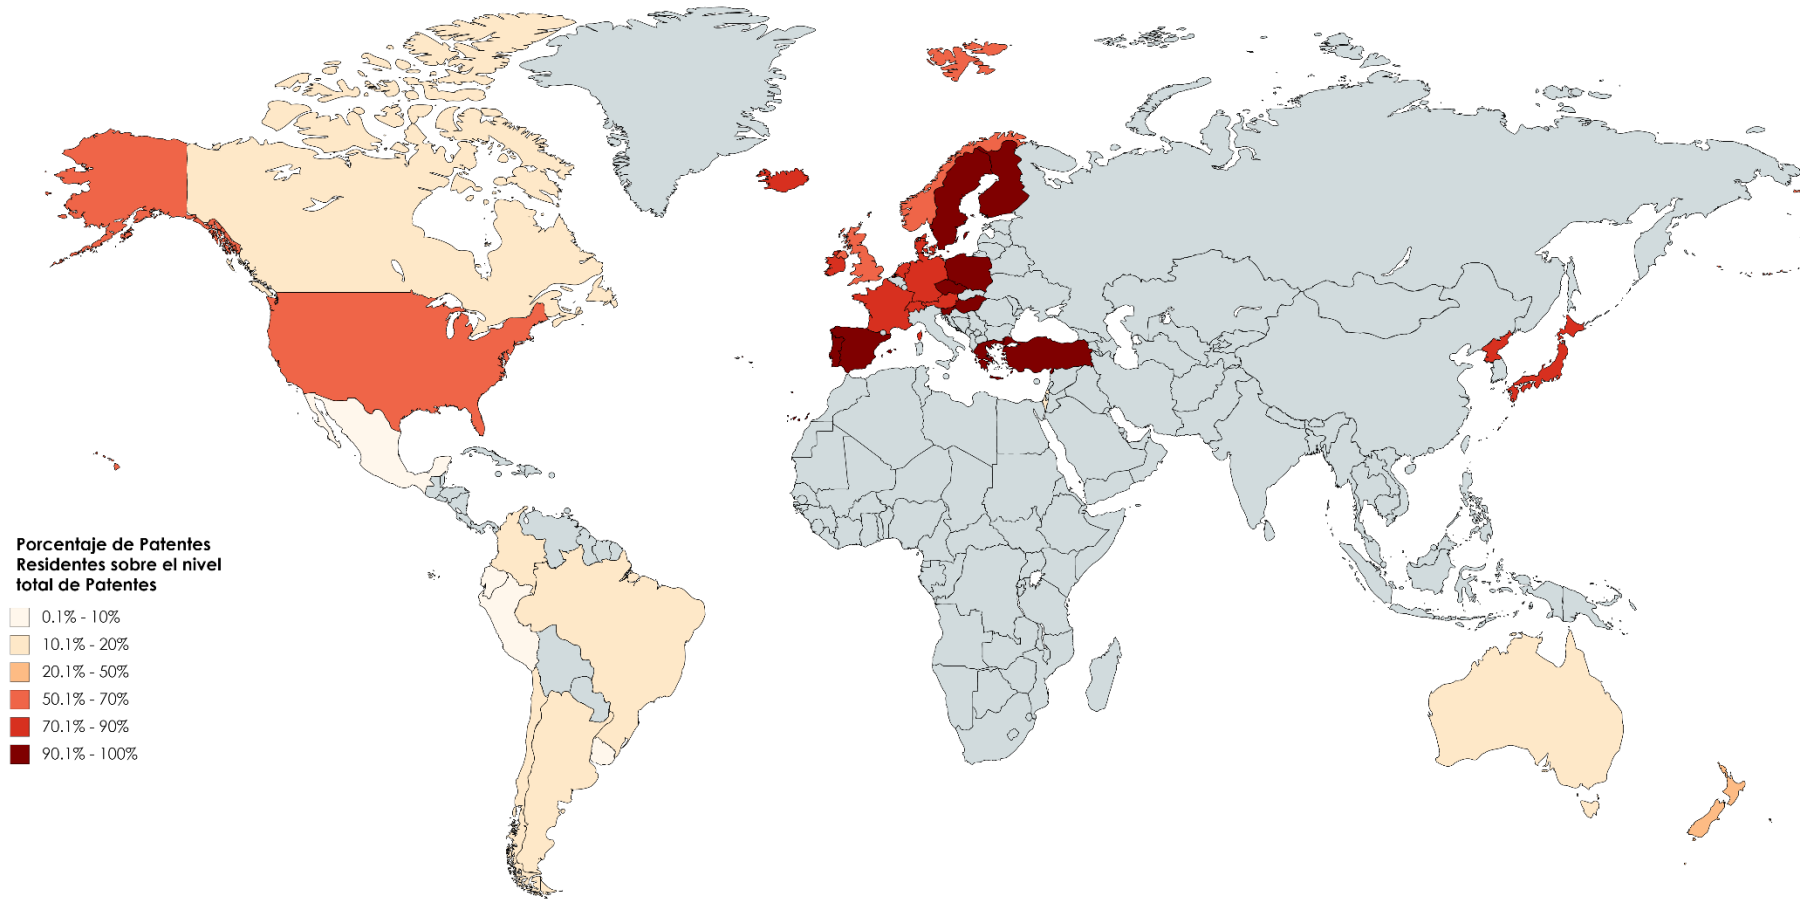 Porcentaje de Patentes
Residentes sobre el nivel
total de Patentes
0.1% - 10%
10.1% - 20%
20.1% - 50%
50.1% - 70%
70.1% - 90%
90.1% - 100%